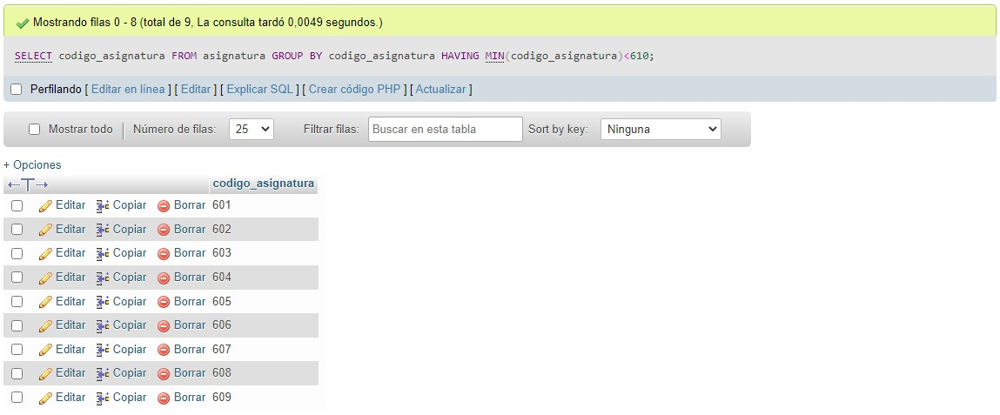 Mostrando filas 0 - 8 (total de 9, La consulta tardó 0,0049 segundos.)
SELECT codigo_asignatura FROM asignatura GROUP BY codigo_asignatura HAVING MIN(codigo_asignatura)<610;
Perfilando [ Editar en línea ] [ Editar ] [ Explicar SQL ] [ Crear código PHP ] [ Actualizar ]
Mostrar todo | Número de filas: 25 Filtrar filas: Buscar en esta tabla Sort by key: Ninguna
+ Opciones
←T→ codigo_asignatura
Editar Copiar Borrar 601
Editar Copiar Borrar 602
Editar Copiar Borrar 603
Editar Copiar Borrar 604
Editar Copiar Borrar 605
Editar Copiar Borrar 606
Editar Copiar Borrar 607
Editar Copiar Borrar 608
Editar Copiar Borrar 609